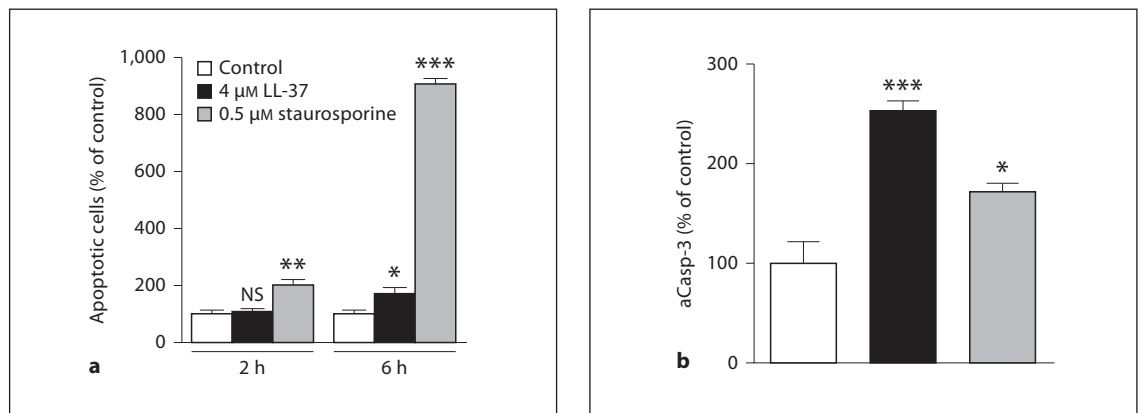 Apoptotic cells (% of control)
1,000
800
600
400
200
0
Control
4 μM LL-37
0.5 μM staurosporine
NS
**
*
***
2 h
6 h
a
aCasp-3 (% of control)
300
200
100
0
***
*
b